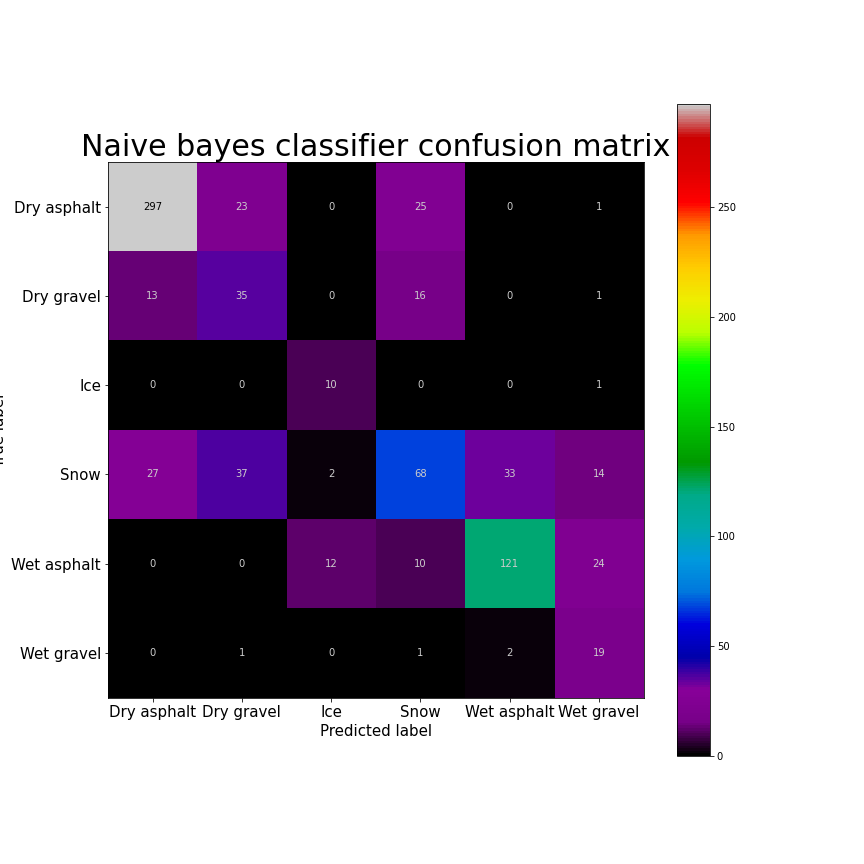 Naive bayes classifier confusion matrix
Dry asphalt 297 23 0 25 0 1
Dry gravel 13 35 0 16 0 1
Ice 0 0 10 0 0 1
Snow 27 37 2 68 33 14
Wet asphalt 0 0 12 10 121 24
Wet gravel 0 1 0 1 2 19
Dry asphalt Dry gravel Ice Snow Wet asphalt Wet gravel
Predicted label
250
200
150
100
50
0